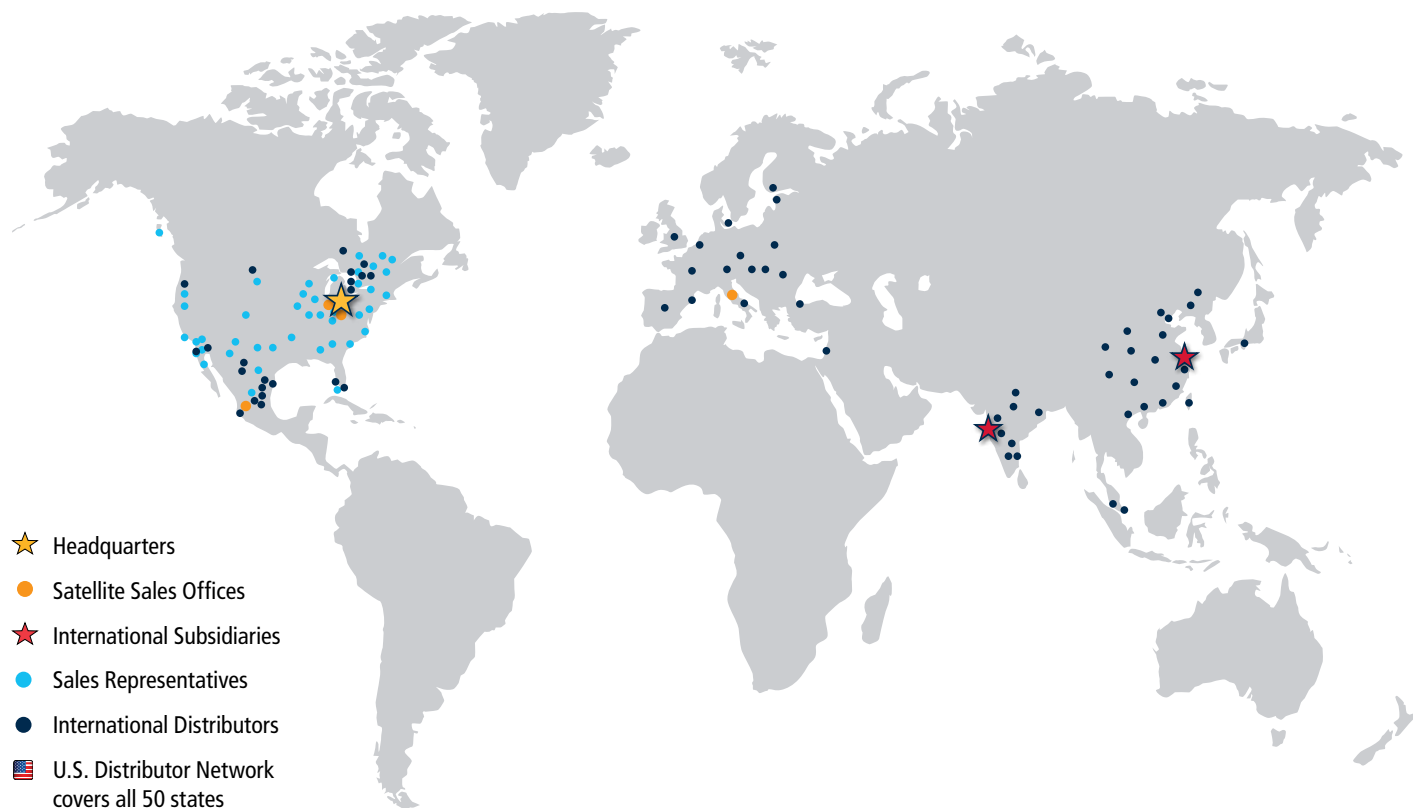 Headquarters
Satellite Sales Offices
International Subsidiaries
Sales Representatives
International Distributors
U.S. Distributor Network
covers all 50 states